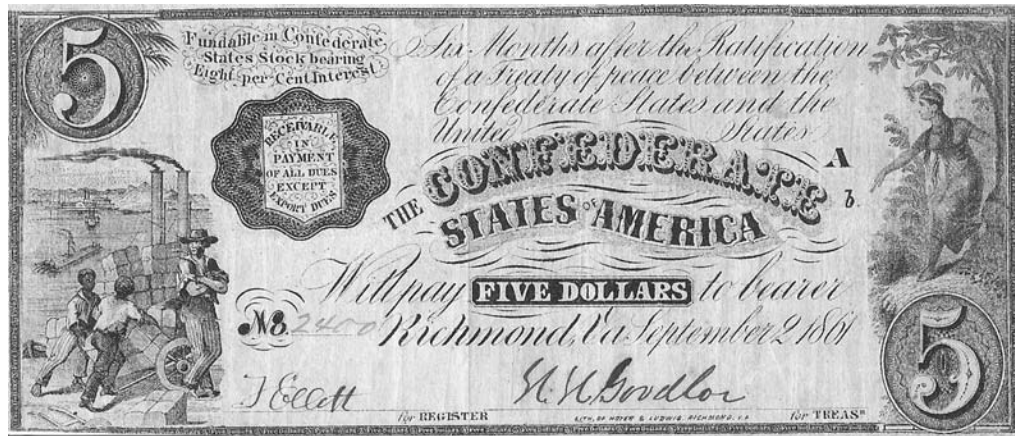 5
Fundable in Confederate
States Stock bearing
Eight per Cent Interest
RECEIVABLE
IN
PAYMENT
OF ALL DUES
EXCEPT
EXPORT DUES
Six Months after the Ratification
of a Treaty of peace between the
Confederate States and the
United States
A
b.
THE CONFEDERATE
STATES OF AMERICA
Will pay FIVE DOLLARS to bearer
No. 2400 Richmond, Va September 2 1861
for REGISTER
LITH. OF HOYER & LUDWIG RICHMOND, VA
for TREASR
5